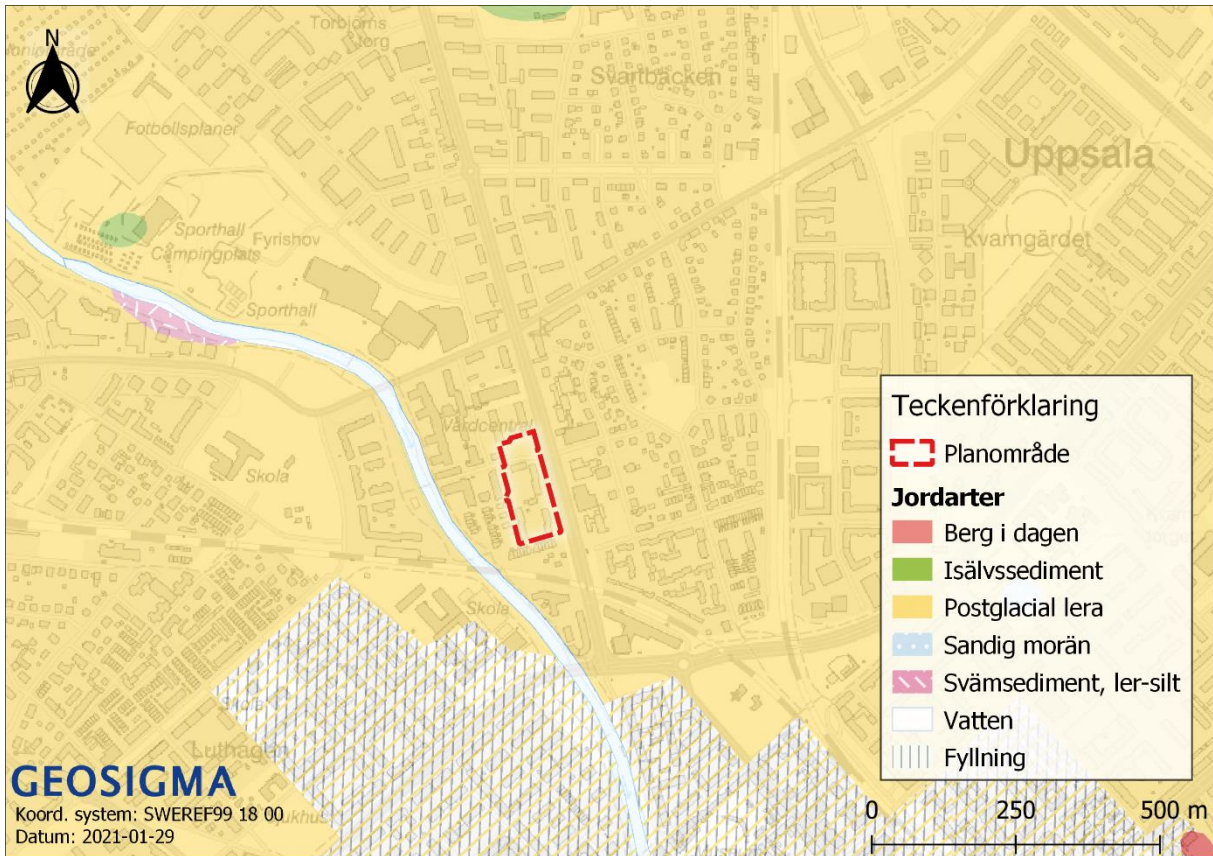 Torbjörns
torg
Svartbäcken
N
Fotbollsplaner
Uppsala
Sporthall
Fyrishov
Campingplats
Kvarngärdet
Sporthall
Vårdcentral
Skola
Skola
Skola
Luthagen
Teckenförklaring
Planområde
Jordarter
Berg i dagen
Isälvssediment
Postglacial lera
Sandig morän
Svämsediment, ler-silt
Vatten
Fyllning
GEOSIGMA
Koord. system: SWEREF99 18 00
Datum: 2021-01-29
0 250 500 m